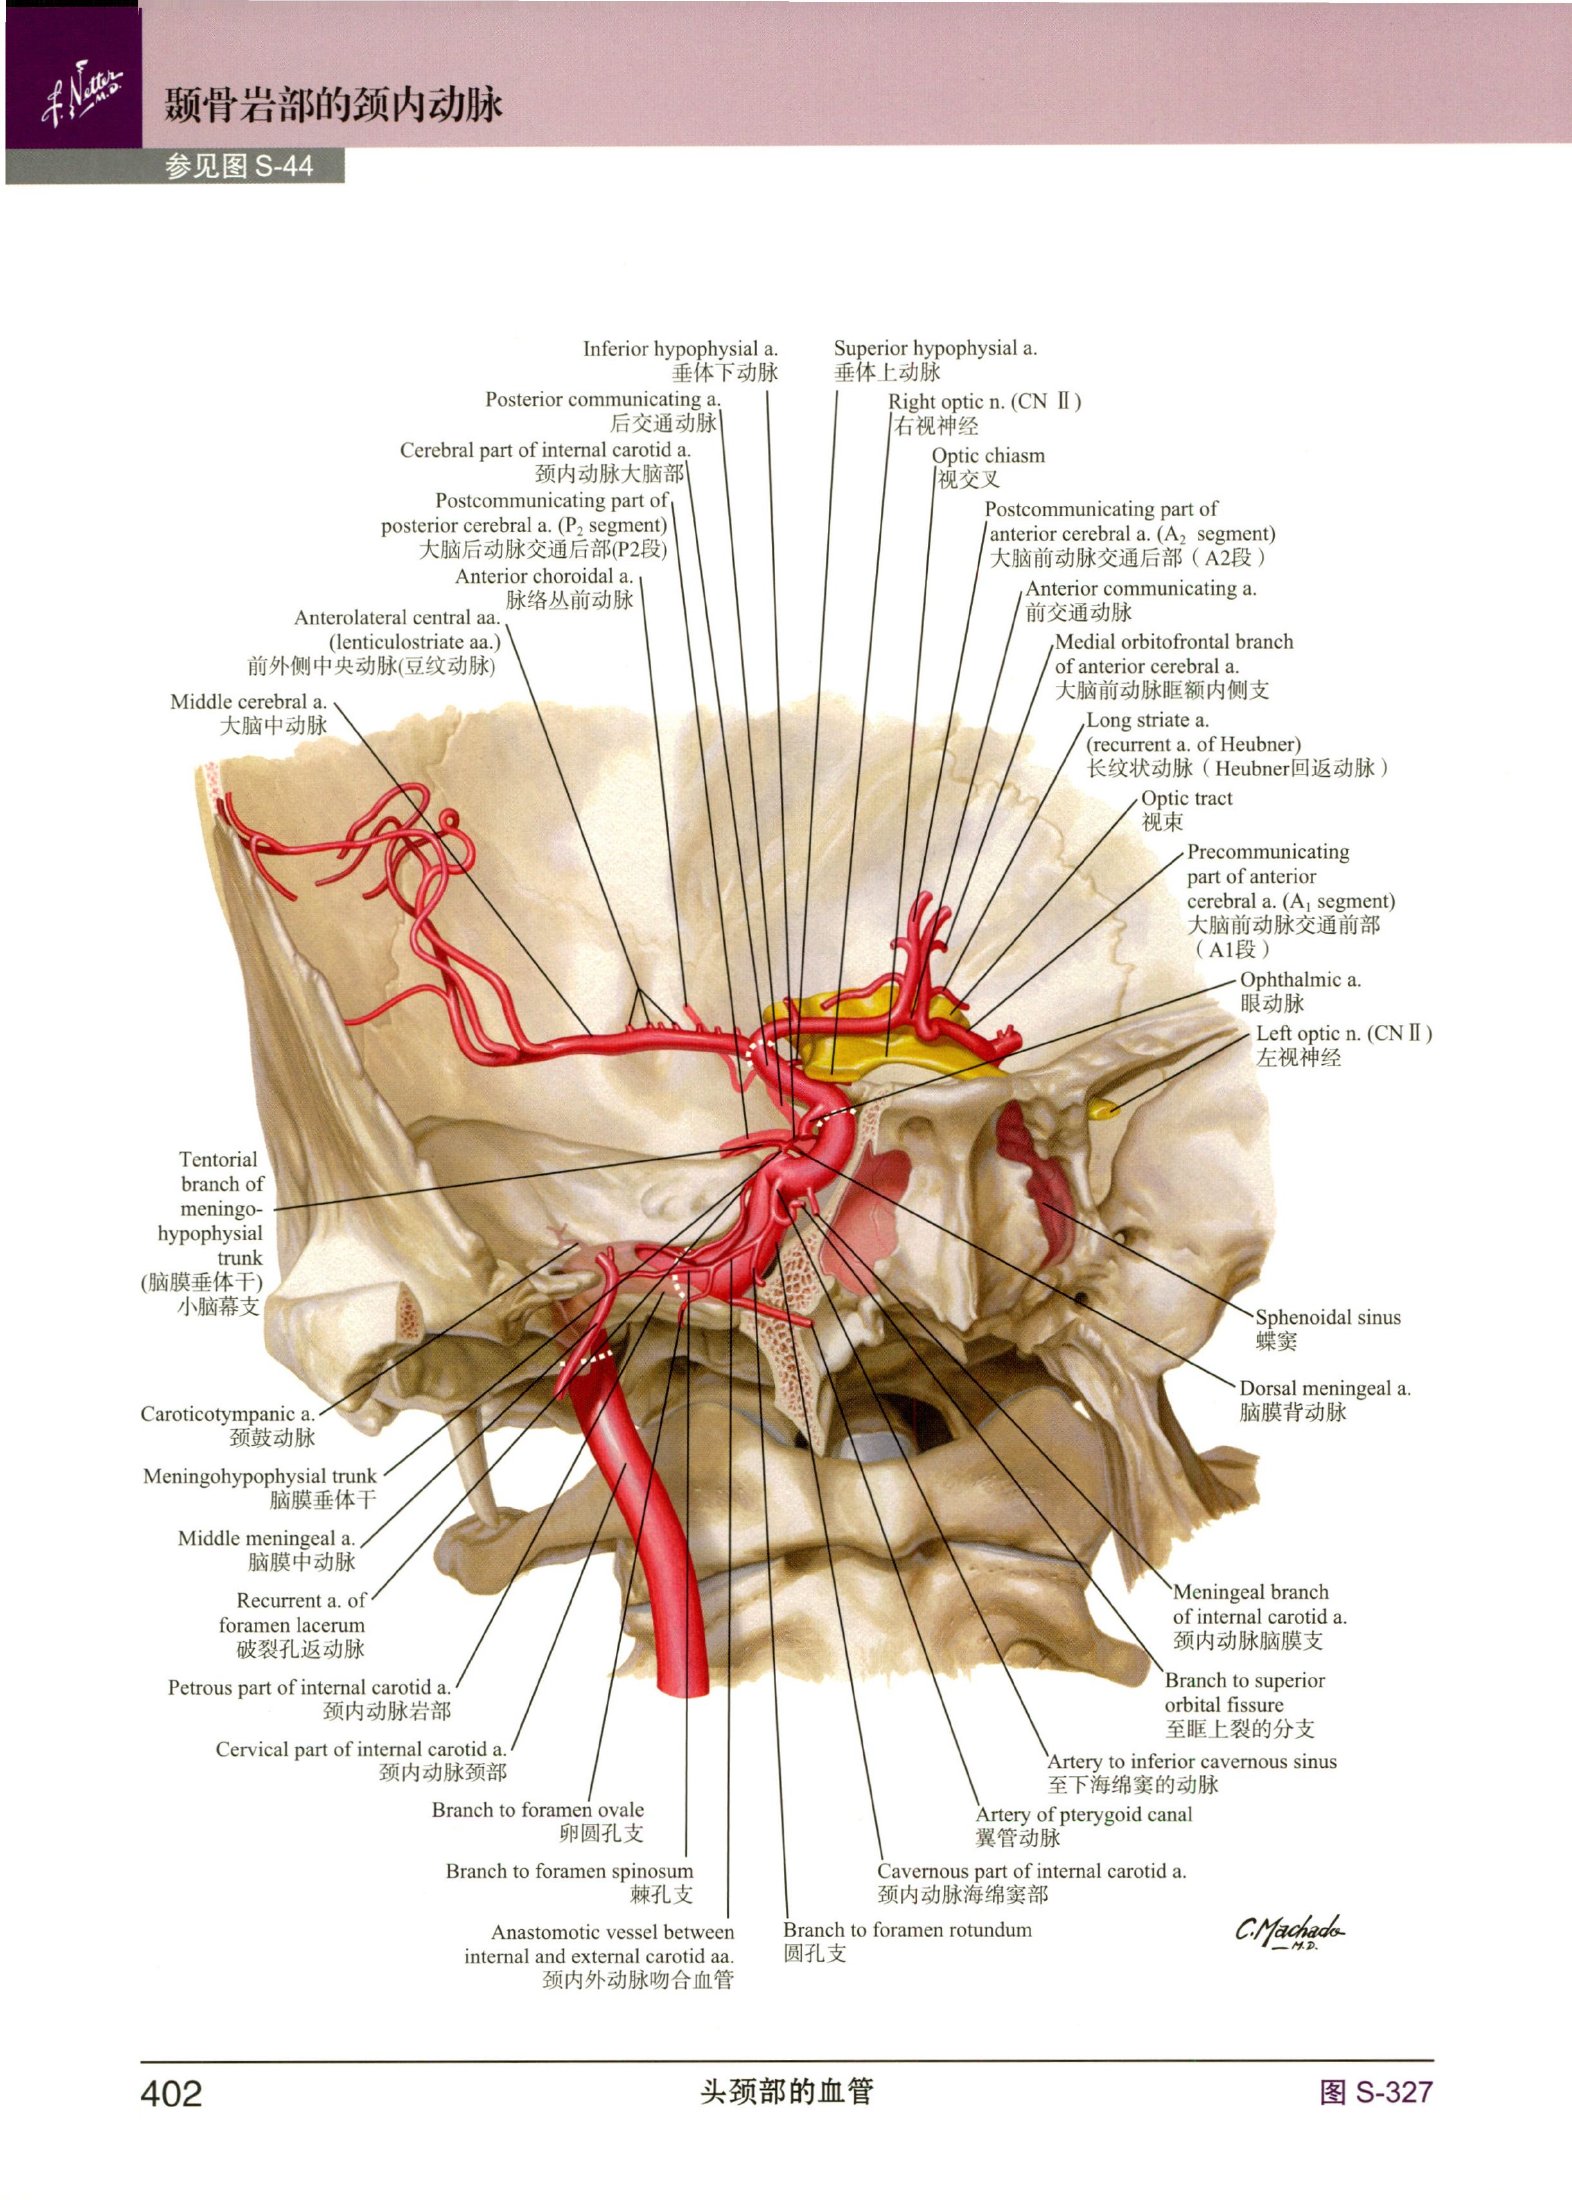 F. Netter
M.D.
颞骨岩部的颈内动脉
参见图 S-44
Inferior hypophysial a.
垂体下动脉
Superior hypophysial a.
垂体上动脉
Posterior communicating a.
后交通动脉
Right optic n. (CN Ⅱ)
右视神经
Cerebral part of internal carotid a.
颈内动脉大脑部
Optic chiasm
视交叉
Postcommunicating part of
posterior cerebral a. (P₂ segment)
大脑后动脉交通后部(P2段)
Postcommunicating part of
anterior cerebral a. (A₂ segment)
大脑前动脉交通后部（A2段）
Anterior choroidal a.
脉络丛前动脉
Anterior communicating a.
前交通动脉
Anterolateral central aa.
(lenticulostriate aa.)
前外侧中央动脉(豆纹动脉)
Medial orbitofrontal branch
of anterior cerebral a.
大脑前动脉眶额内侧支
Middle cerebral a.
大脑中动脉
Long striate a.
(recurrent a. of Heubner)
长纹状动脉（Heubner回返动脉）
Optic tract
视束
Precommunicating
part of anterior
cerebral a. (A₁ segment)
大脑前动脉交通前部
（A1段）
Ophthalmic a.
眼动脉
Left optic n. (CN Ⅱ)
左视神经
Tentorial
branch of
meningo-
hypophysial
trunk
(脑膜垂体干)
小脑幕支
Sphenoidal sinus
蝶窦
Dorsal meningeal a.
脑膜背动脉
Caroticotympanic a.
颈鼓动脉
Meningohypophysial trunk
脑膜垂体干
Middle meningeal a.
脑膜中动脉
Recurrent a. of
foramen lacerum
破裂孔返动脉
Meningeal branch
of internal carotid a.
颈内动脉脑膜支
Petrous part of internal carotid a.
颈内动脉岩部
Branch to superior
orbital fissure
至眶上裂的分支
Cervical part of internal carotid a.
颈内动脉颈部
Artery to inferior cavernous sinus
至下海绵窦的动脉
Branch to foramen ovale
卵圆孔支
Artery of pterygoid canal
翼管动脉
Branch to foramen spinosum
棘孔支
Cavernous part of internal carotid a.
颈内动脉海绵窦部
Anastomotic vessel between
internal and external carotid aa.
颈内外动脉吻合血管
Branch to foramen rotundum
圆孔支
C.Machado
M.D.
402
头颈部的血管
图 S-327